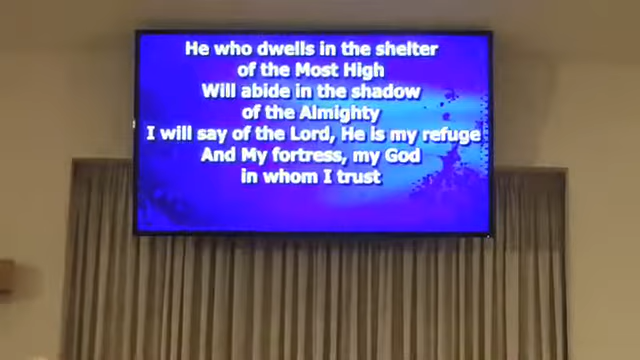 He who dwells in the shelter
of the Most High
Will abide in the shadow
of the Almighty
I will say of the Lord, He is my refuge
And My fortress, my God
in whom I trust